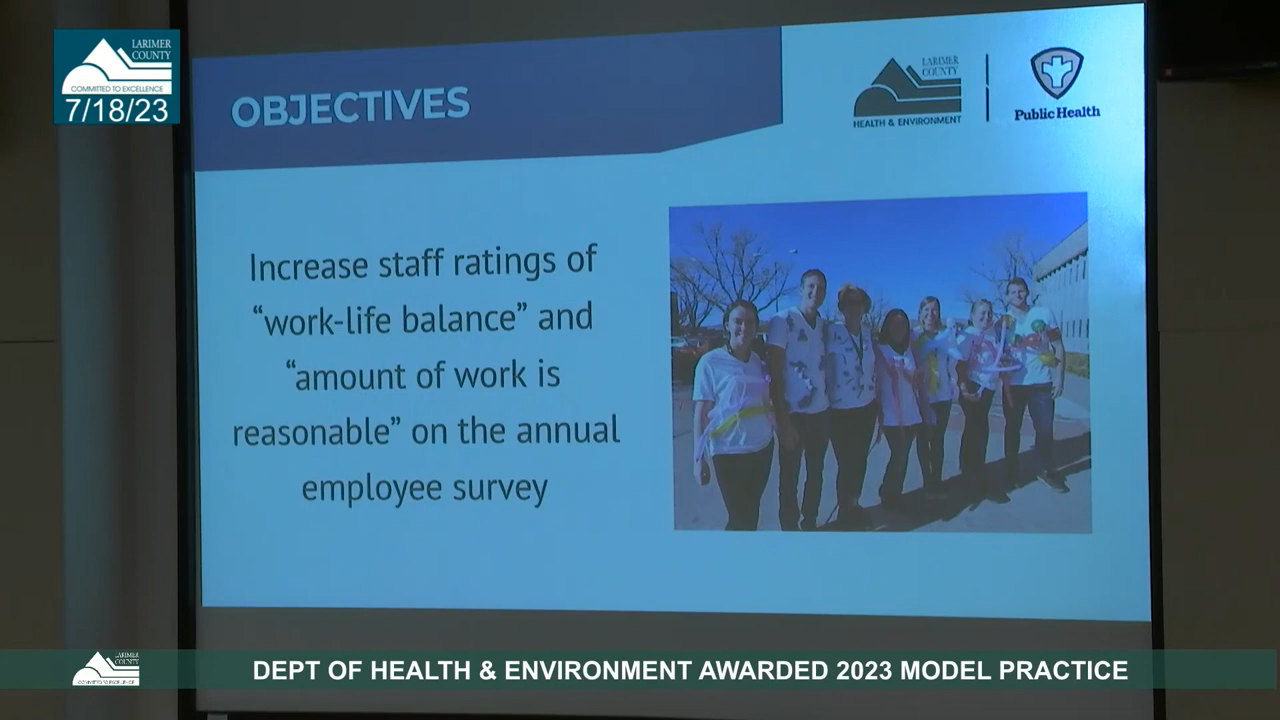 LARIMER
COUNTY
COMMITTED TO EXCELLENCE
7/18/23
OBJECTIVES
LARIMER
COUNTY
HEALTH & ENVIRONMENT
Public Health
Increase staff ratings of
“work-life balance” and
“amount of work is
reasonable” on the annual
employee survey
LARIMER
COUNTY
DEPT OF HEALTH & ENVIRONMENT AWARDED 2023 MODEL PRACTICE